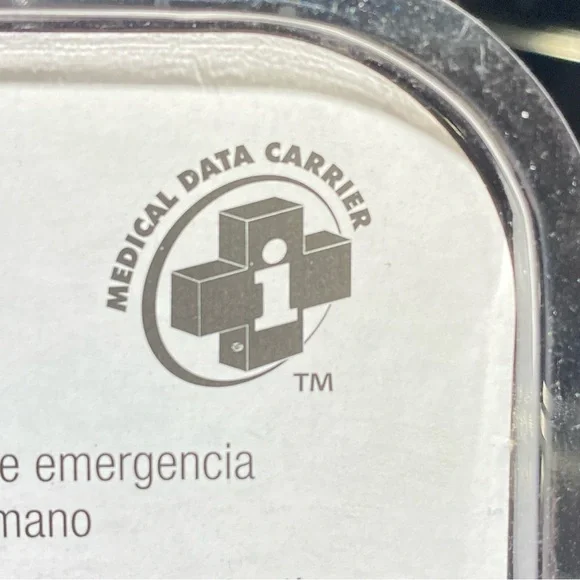 MEDICAL DATA CARRIER
i
TM
e emergencia
mano